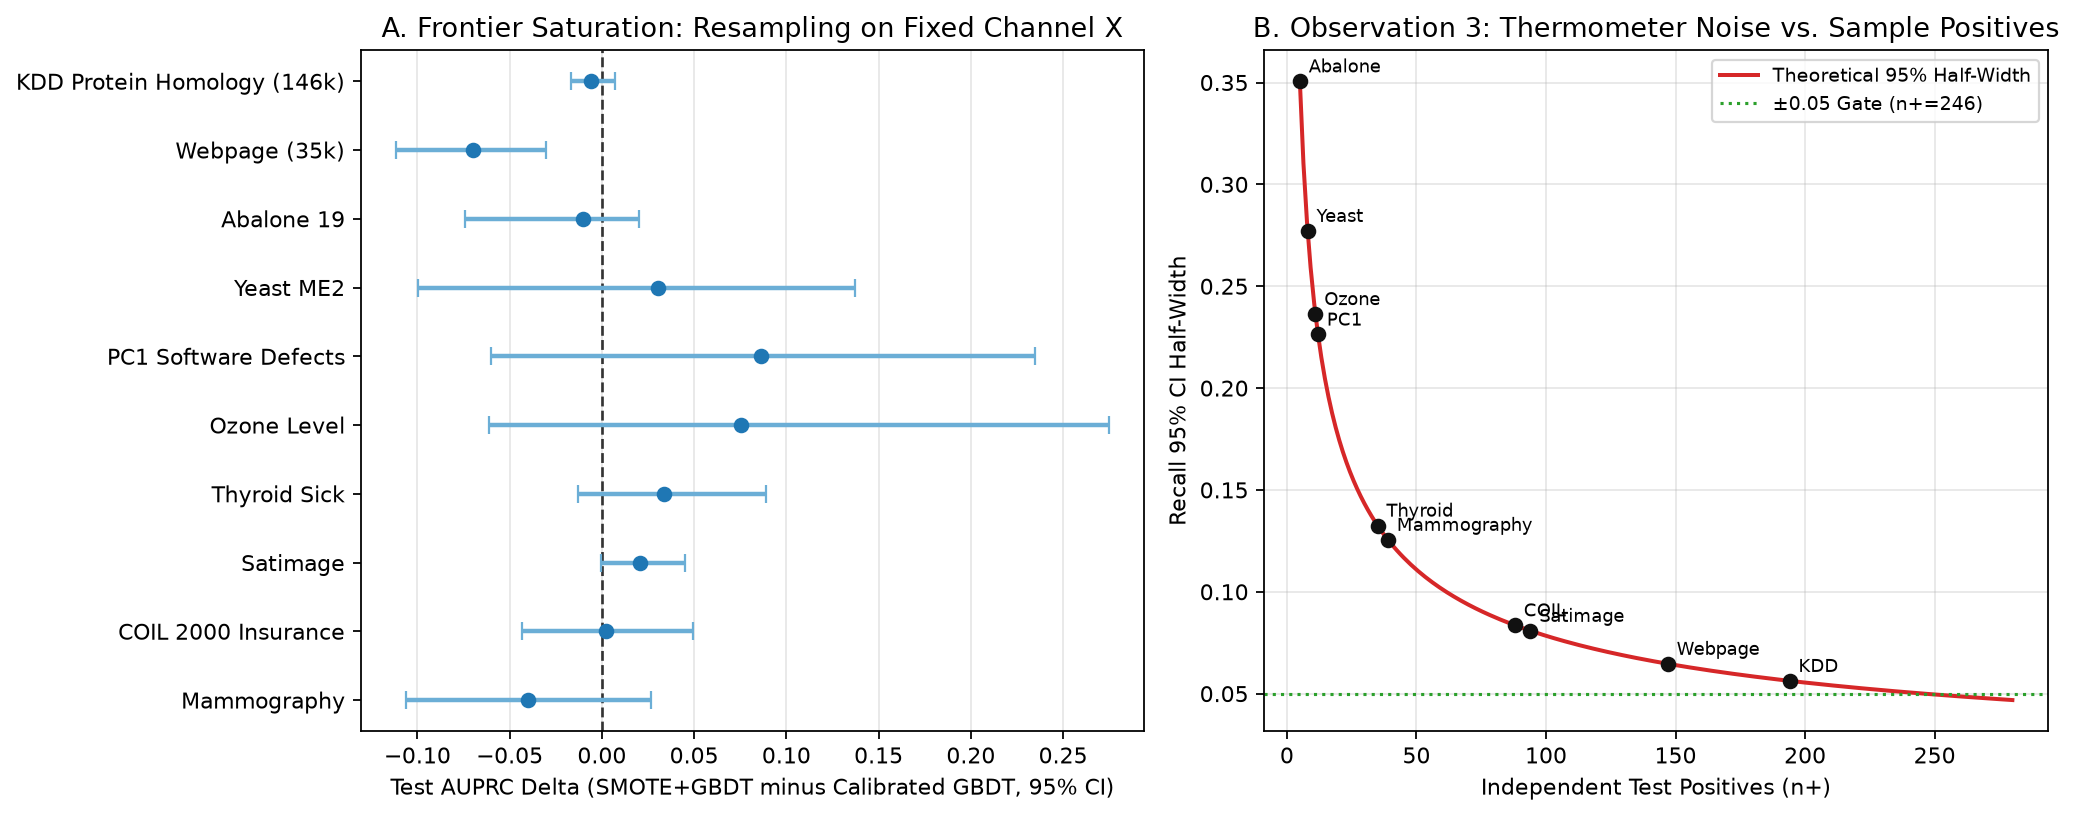 A. Frontier Saturation: Resampling on Fixed Channel X
KDD Protein Homology (146k)
Webpage (35k)
Abalone 19
Yeast ME2
PC1 Software Defects
Ozone Level
Thyroid Sick
Satimage
COIL 2000 Insurance
Mammography
−0.10 −0.05 0.00 0.05 0.10 0.15 0.20 0.25
Test AUPRC Delta (SMOTE+GBDT minus Calibrated GBDT, 95% CI)
B. Observation 3: Thermometer Noise vs. Sample Positives
Recall 95% CI Half-Width
0.35
0.30
0.25
0.20
0.15
0.10
0.05
Theoretical 95% Half-Width
±0.05 Gate (n+=246)
Abalone
Yeast
Ozone
PC1
Thyroid
Mammography
COIL
Satimage
Webpage
KDD
0 50 100 150 200 250
Independent Test Positives (n+)